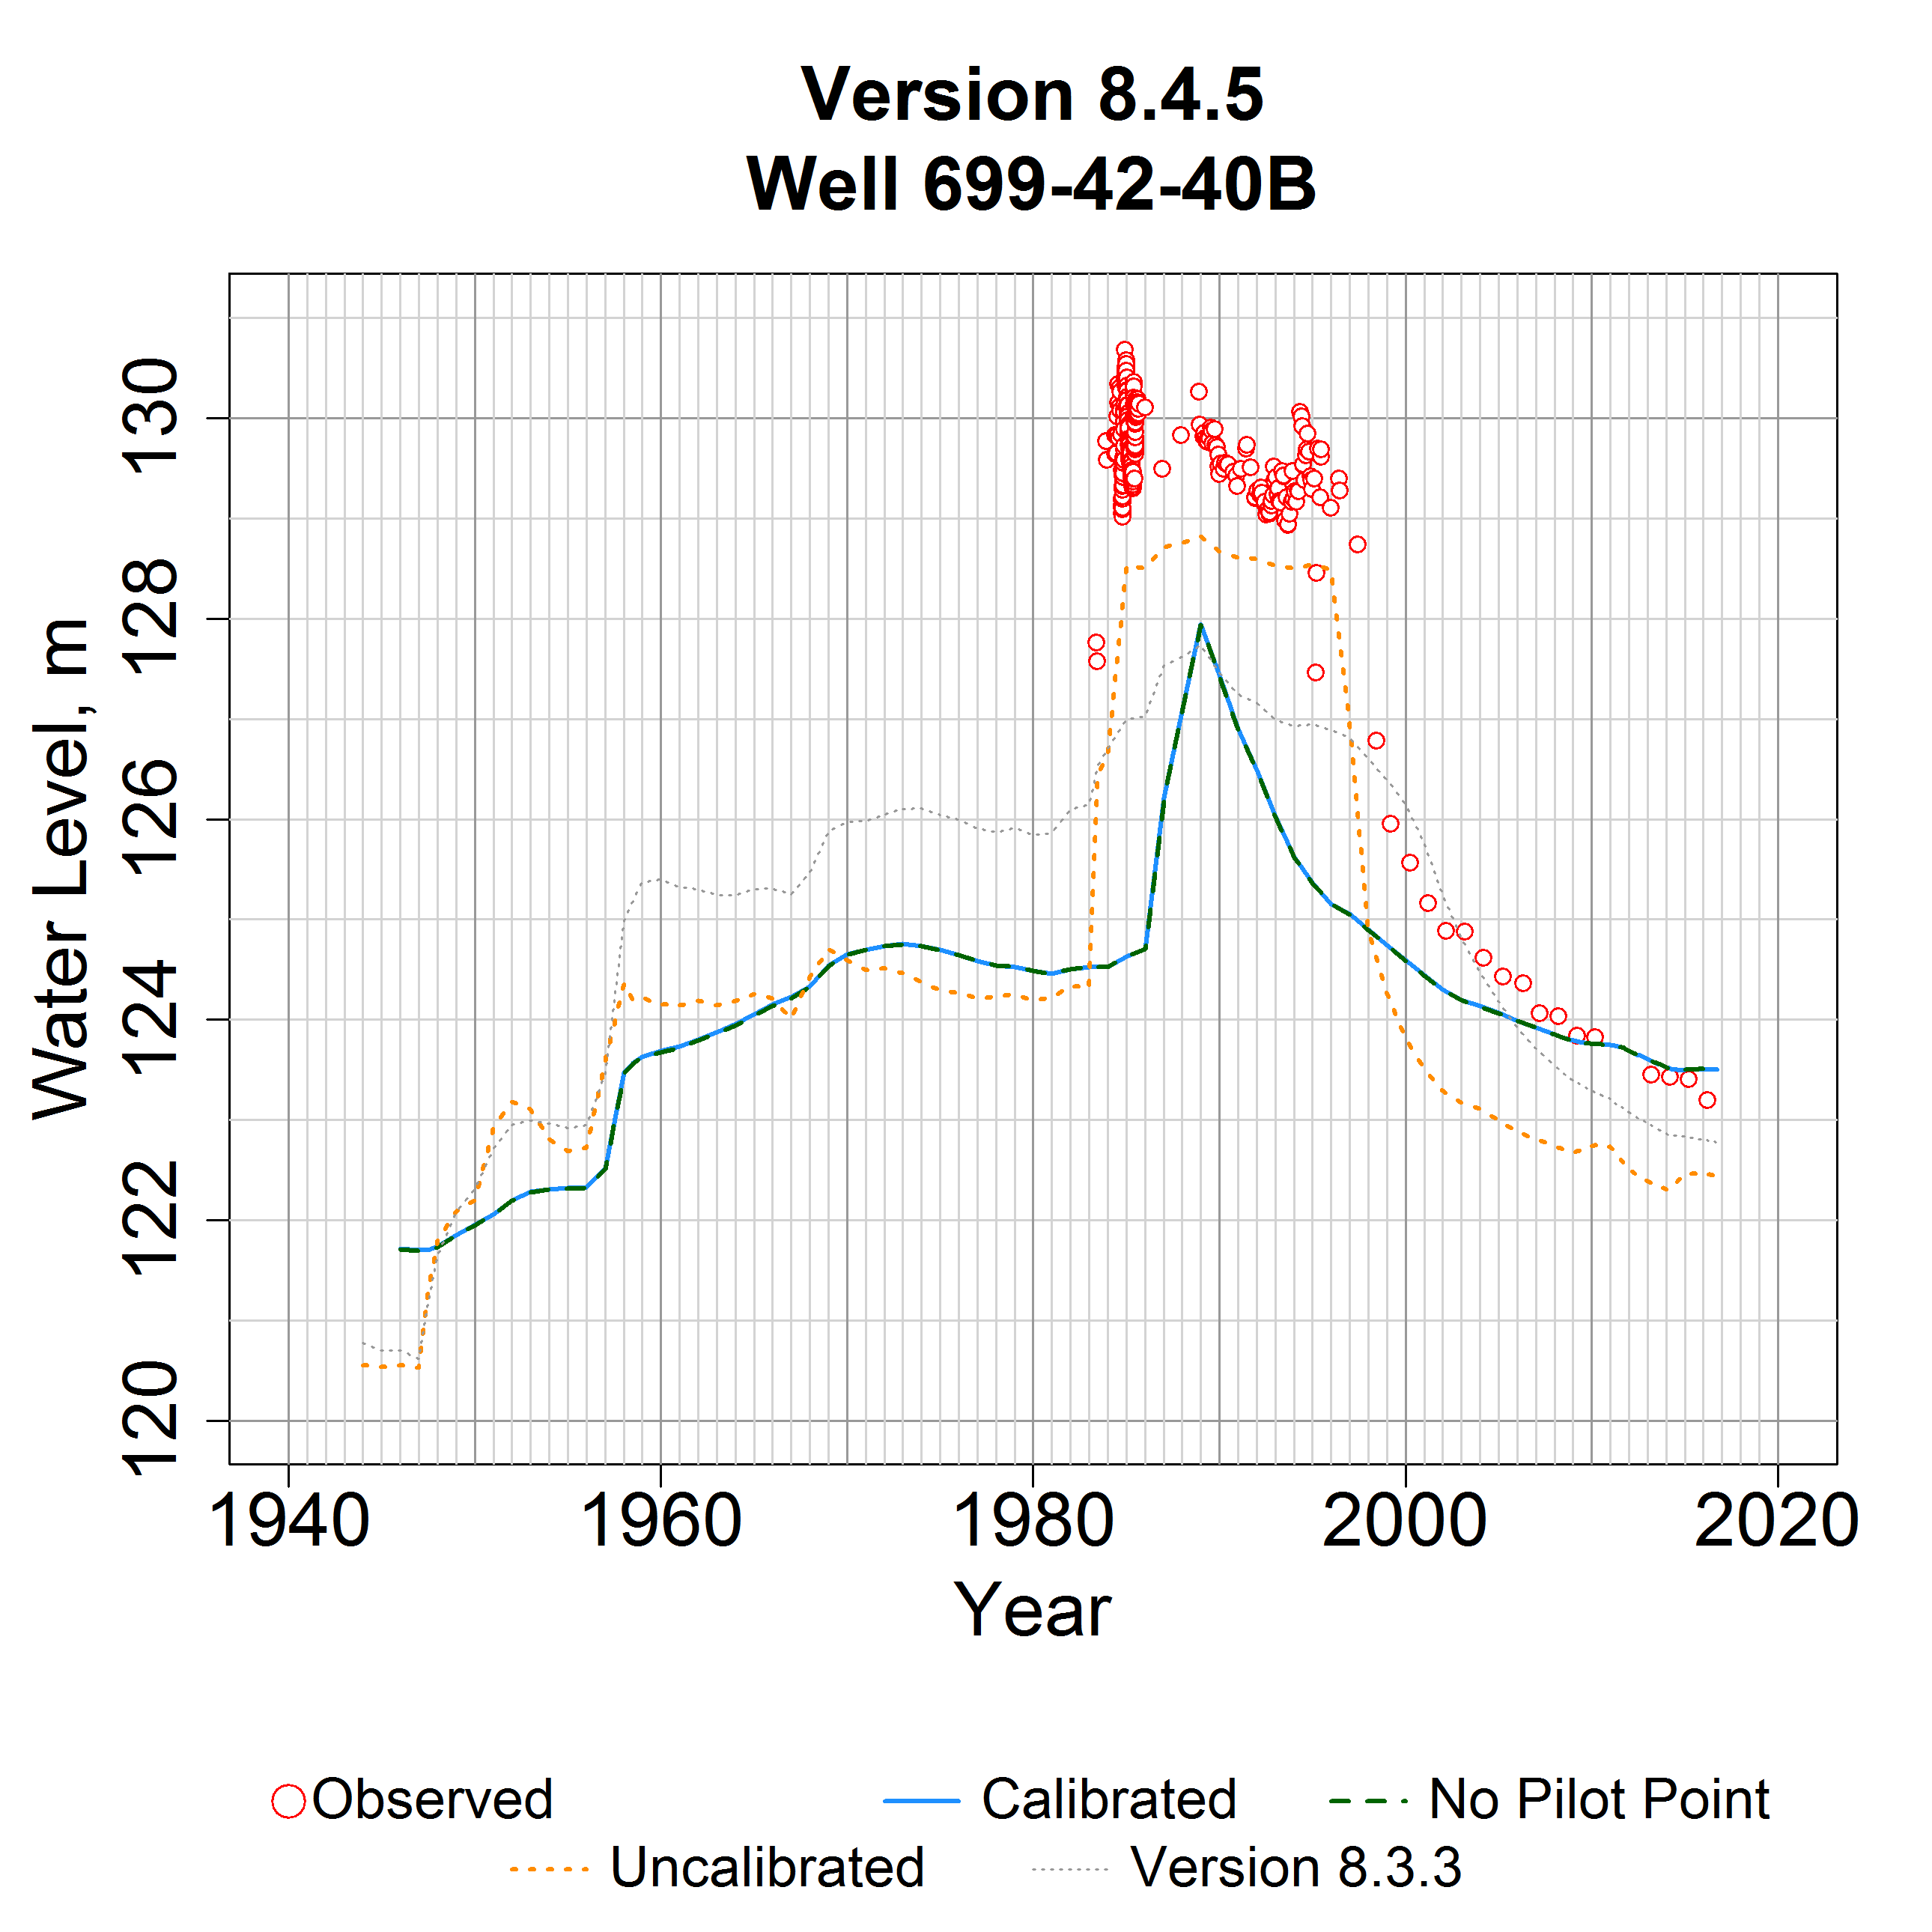 Version 8.4.5
Well 699-42-40B
Water Level, m
130
128
126
124
122
120
1940 1960 1980 2000 2020
Year
Observed Calibrated No Pilot Point
Uncalibrated Version 8.3.3